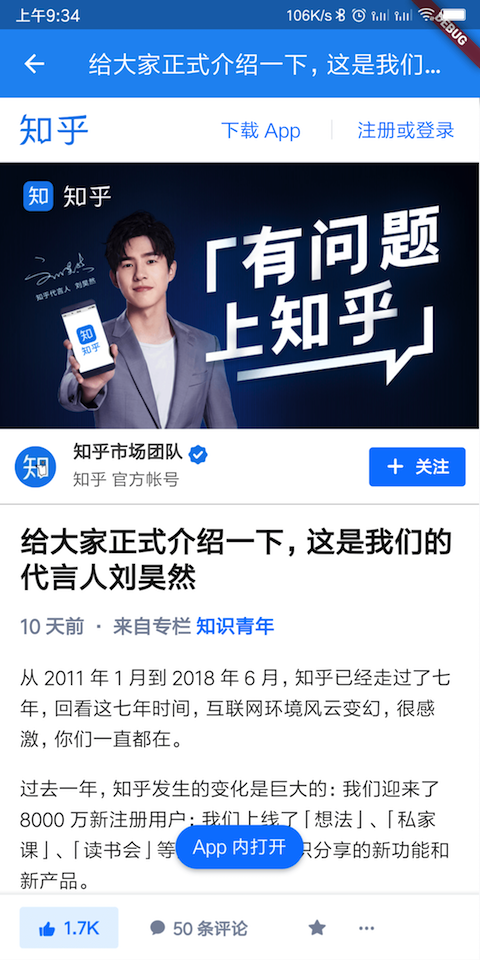 上午9:34
106K/s
DEBUG
给大家正式介绍一下，这是我们...
知乎
下载 App
注册或登录
知 知乎
知乎代言人 刘昊然
「有问题
上知乎」
知
知乎
知
知乎市场团队
知乎 官方帐号
+ 关注
给大家正式介绍一下，这是我们的
代言人刘昊然
10 天前 · 来自专栏 知识青年
从 2011 年 1 月到 2018 年 6 月，知乎已经走过了七
年，回看这七年时间，互联网环境风云变幻，很感
激，你们一直都在。
过去一年，知乎发生的变化是巨大的：我们迎来了
8000 万新注册用户；我们上线了「想法」、「私家
课」、「读书会」等
App 内打开
识分享的新功能和
新产品。
1.7K
50 条评论